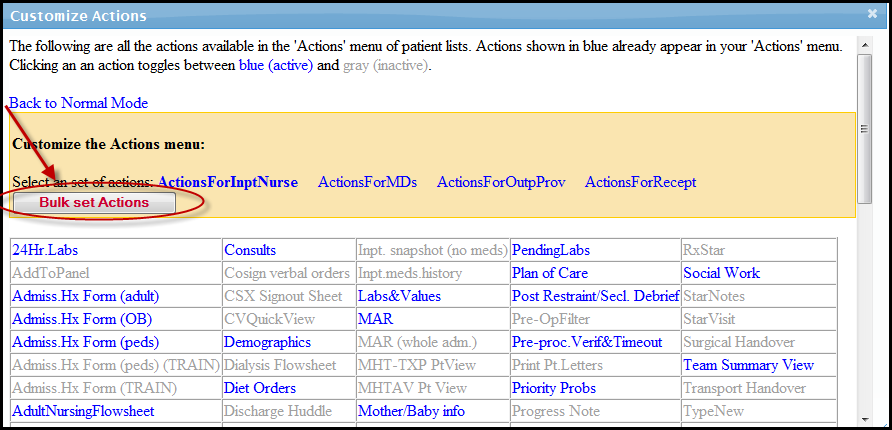 Customize Actions
The following are all the actions available in the 'Actions' menu of patient lists. Actions shown in blue already appear in your 'Actions' menu.
Clicking an an action toggles between blue (active) and gray (inactive).
Back to Normal Mode
Customize the Actions menu:
Select an set of actions: ActionsForInptNurse ActionsForMDs ActionsForOutpProv ActionsForRecept
Bulk set Actions
24Hr.Labs Consults Inpt. snapshot (no meds) PendingLabs RxStar
AddToPanel Cosign verbal orders Inpt.meds.history Plan of Care Social Work
Admiss.Hx Form (adult) CSX Signout Sheet Labs&Values Post Restraint/Secl. Debrief StarNotes
Admiss.Hx Form (OB) CVQuickView MAR Pre-OpFilter StarVisit
Admiss.Hx Form (peds) Demographics MAR (whole adm.) Pre-proc.Verif&Timeout Surgical Handover
Admiss.Hx Form (peds) (TRAIN) Dialysis Flowsheet MHT-TXP PtView Print Pt.Letters Team Summary View
Admiss.Hx Form (TRAIN) Diet Orders MHTAV Pt View Priority Probs Transport Handover
AdultNursingFlowsheet Discharge Huddle Mother/Baby info Progress Note TypeNew